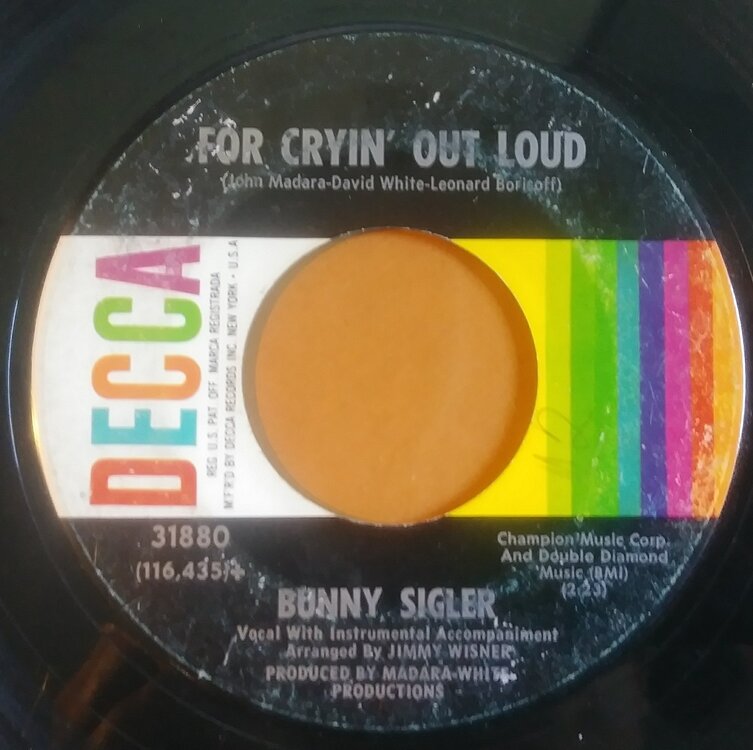 FOR CRYIN' OUT LOUD
(John Madara-David White-Leonard Borisoff)
DECCA
REG U.S. PAT OFF MARCA REGISTRADA
M'F'R'D BY DECCA RECORDS INC. NEW YORK • U.S.A
31880
(116,435)+
Champion Music Corp.
And Double Diamond
Music (BMI)
(2:23)
BUNNY SIGLER
Vocal With Instrumental Accompaniment
Arranged By JIMMY WISNER
PRODUCED BY MADARA-WHITE
PRODUCTIONS